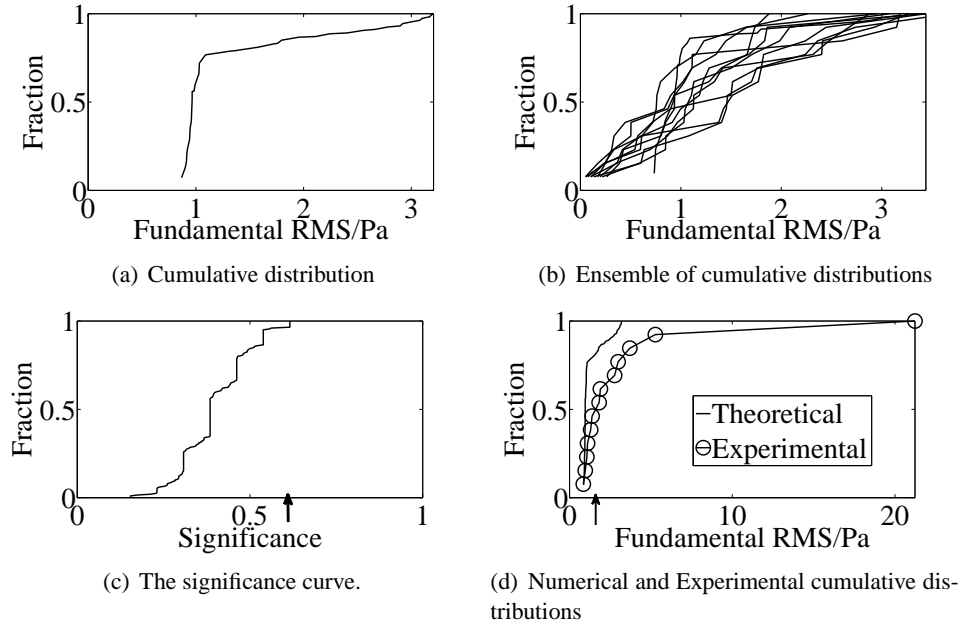 1
0.5
0
Fraction
0
1
2
3
Fundamental RMS/Pa
(a) Cumulative distribution
1
0.5
0
Fraction
0
1
2
3
Fundamental RMS/Pa
(b) Ensemble of cumulative distributions
1
0.5
0
Fraction
0
0.5
1
Significance
(c) The significance curve.
1
0.5
0
Fraction
Theoretical
Experimental
0
10
20
Fundamental RMS/Pa
(d) Numerical and Experimental cumulative dis-
tributions